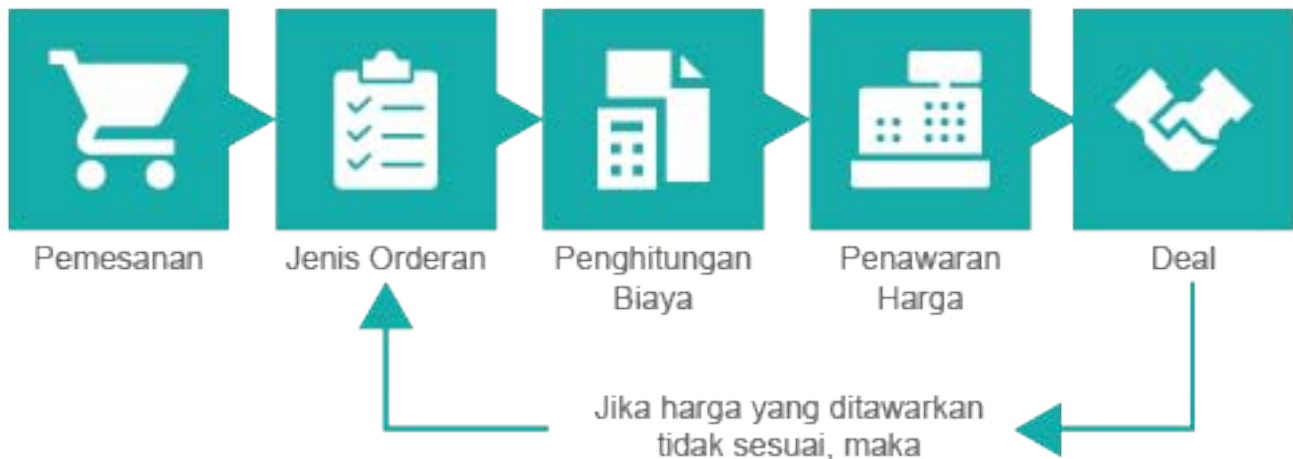 Pemesanan
Jenis Orderan
Penghitungan
Biaya
Penawaran
Harga
Deal
Jika harga yang ditawarkan
tidak sesuai, maka